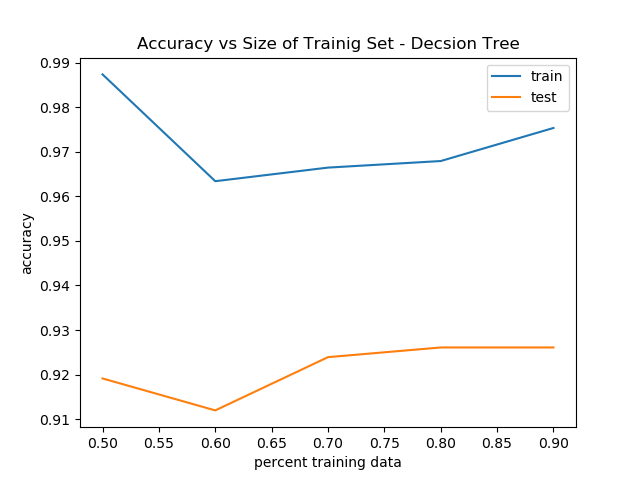 Accuracy vs Size of Trainig Set - Decsion Tree
train
test
accuracy
0.99
0.98
0.97
0.96
0.95
0.94
0.93
0.92
0.91
0.50 0.55 0.60 0.65 0.70 0.75 0.80 0.85 0.90
percent training data